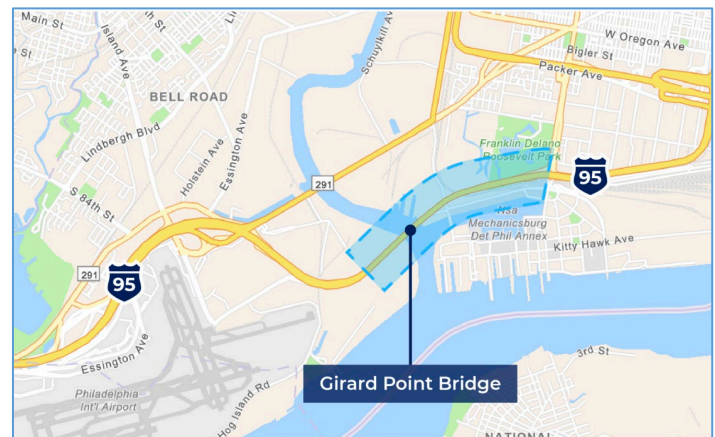 Main St
Island Ave
Schuylkill Av
W Oregon Ave
Bigler St
Packer Ave
BELL ROAD
Lindbergh Blvd
Holstein Ave
Essington Ave
Franklin Delano
Roosevelt Park
S 84th St
291
95
Nsa
Mechanicsburg
Det Phil Annex
Kitty Hawk Ave
291
95
Essington Ave
Girard Point Bridge
3rd St
Philadelphia
Int'l Airport
Hog Island Rd
NATIONAL